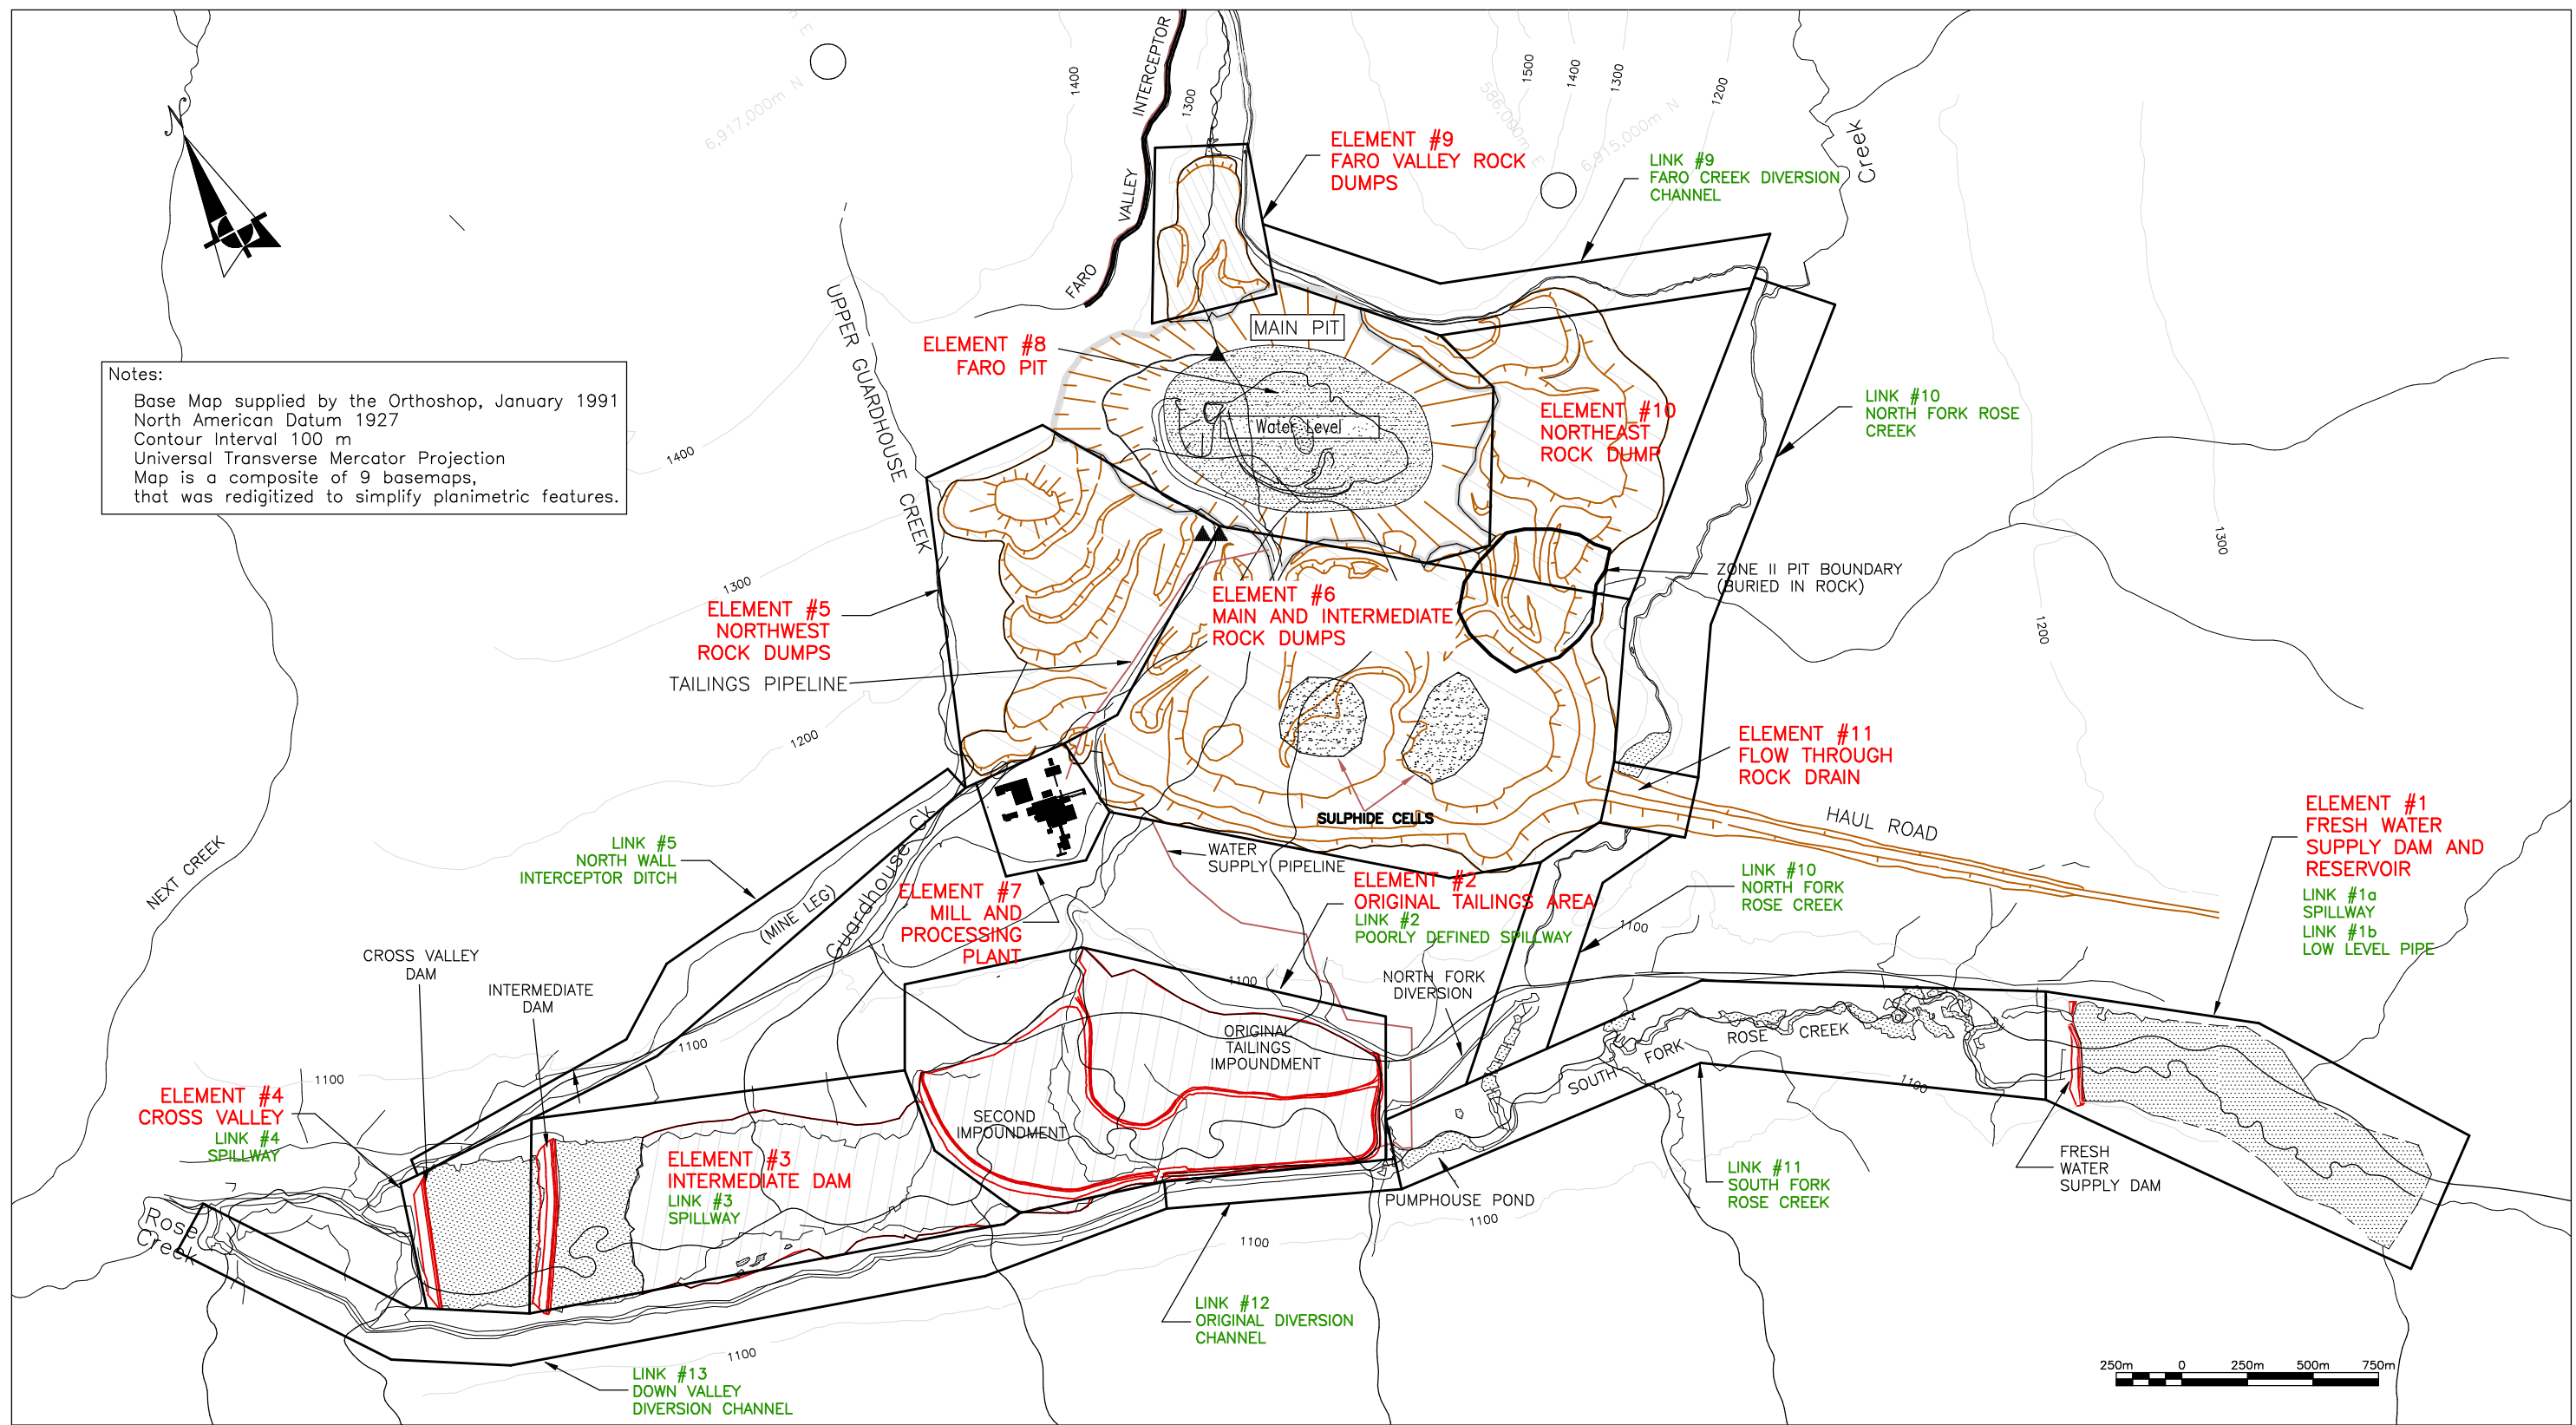 m E
6,917,000m N
1400
FARO VALLEY INTERCEPTOR
1300
1500
1400
1300
1200
586,000m E
6,915,000m N
Creek
N
ELEMENT #9
FARO VALLEY ROCK
DUMPS
LINK #9
FARO CREEK DIVERSION
CHANNEL
UPPER GUARDHOUSE CREEK
MAIN PIT
ELEMENT #8
FARO PIT
Water Level
Notes:
Base Map supplied by the Orthoshop, January 1991
North American Datum 1927
Contour Interval 100 m
Universal Transverse Mercator Projection
Map is a composite of 9 basemaps,
that was redigitized to simplify planimetric features.
ELEMENT #10
NORTHEAST
ROCK DUMP
LINK #10
NORTH FORK ROSE
CREEK
1400
1300
1300
1200
ZONE II PIT BOUNDARY
(BURIED IN ROCK)
ELEMENT #5
NORTHWEST
ROCK DUMPS
ELEMENT #6
MAIN AND INTERMEDIATE
ROCK DUMPS
TAILINGS PIPELINE
1200
ELEMENT #11
FLOW THROUGH
ROCK DRAIN
SULPHIDE CELLS
HAUL ROAD
ELEMENT #1
FRESH WATER
SUPPLY DAM AND
RESERVOIR
LINK #1a
SPILLWAY
LINK #1b
LOW LEVEL PIPE
NEXT CREEK
LINK #5
NORTH WALL
INTERCEPTOR DITCH
(MINE LEG)
Guardhouse Ck
WATER
SUPPLY PIPELINE
ELEMENT #7
MILL AND
PROCESSING
PLANT
ELEMENT #2
ORIGINAL TAILINGS AREA
LINK #2
POORLY DEFINED SPILLWAY
LINK #10
NORTH FORK
ROSE CREEK
1100
CROSS VALLEY
DAM
INTERMEDIATE
DAM
1100
NORTH FORK
DIVERSION
ORIGINAL
TAILINGS
IMPOUNDMENT
SOUTH FORK ROSE CREEK
1100
1100
1100
ELEMENT #4
CROSS VALLEY
LINK #4
SPILLWAY
SECOND
IMPOUNDMENT
ELEMENT #3
INTERMEDIATE DAM
LINK #3
SPILLWAY
FRESH
WATER
SUPPLY DAM
LINK #11
SOUTH FORK
ROSE CREEK
PUMPHOUSE POND
1100
Rose
Creek
1100
LINK #12
ORIGINAL DIVERSION
CHANNEL
1100
LINK #13
DOWN VALLEY
DIVERSION CHANNEL
250m 0 250m 500m 750m